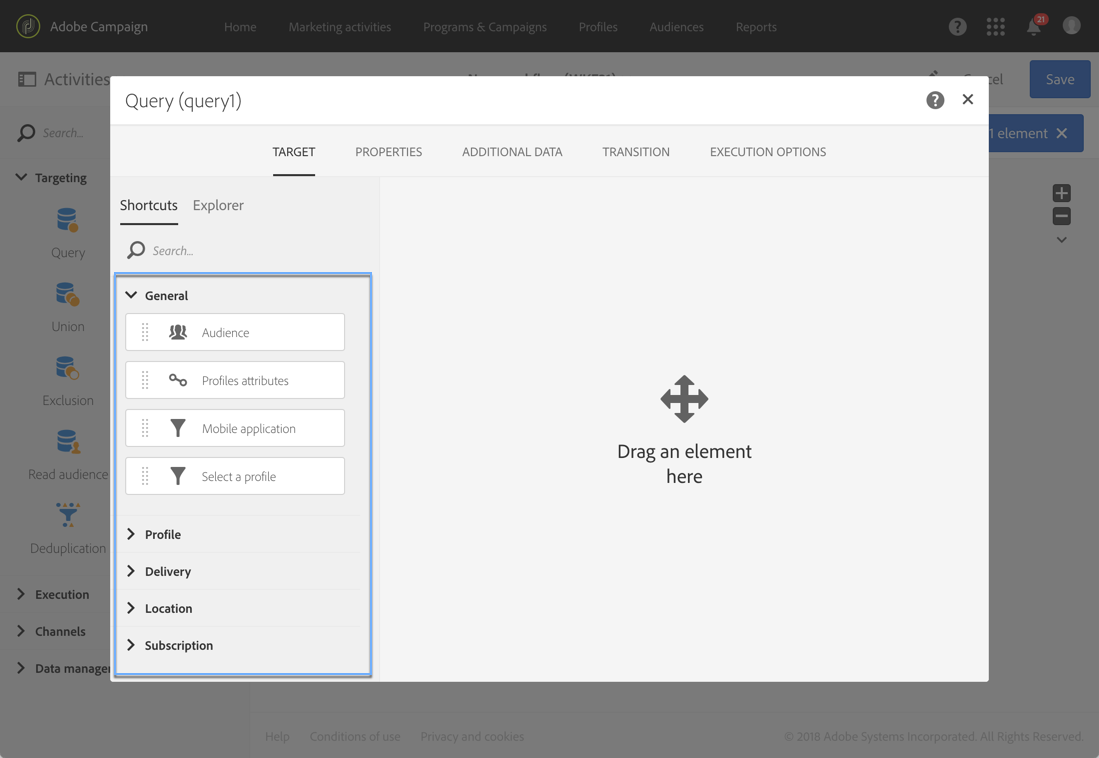 Adobe Campaign
Home
Marketing activities
Programs & Campaigns
Profiles
Audiences
Reports
?
21
Activities
Save
Search...
1 element
Targeting
Query
Union
Exclusion
Read audience
Deduplication
Execution
Channels
Query (query1)
?
TARGET
PROPERTIES
ADDITIONAL DATA
TRANSITION
EXECUTION OPTIONS
Shortcuts
Explorer
Search...
General
Audience
Profiles attributes
Mobile application
Select a profile
Profile
Delivery
Location
Subscription
Drag an element
here
Help
Conditions of use
Privacy and cookies
© 2018 Adobe Systems Incorporated. All Rights Reserved.